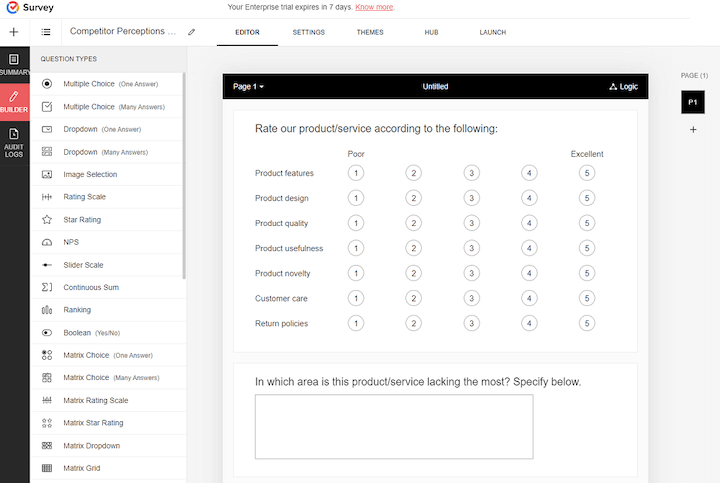 Survey
Your Enterprise trial expires in 7 days. Know more.
Competitor Perceptions ...
EDITOR
SETTINGS
THEMES
HUB
LAUNCH
SUMMARY
BUILDER
AUDIT
LOGS
QUESTION TYPES
Multiple Choice (One Answer)
Multiple Choice (Many Answers)
Dropdown (One Answer)
Dropdown (Many Answers)
Image Selection
Rating Scale
Star Rating
NPS
Slider Scale
Continuous Sum
Ranking
Boolean (Yes/No)
Matrix Choice (One Answer)
Matrix Choice (Many Answers)
Matrix Rating Scale
Matrix Star Rating
Matrix Dropdown
Matrix Grid
Page 1 Untitled Logic
Rate our product/service according to the following:
Poor Excellent
Product features 1 2 3 4 5
Product design 1 2 3 4 5
Product quality 1 2 3 4 5
Product usefulness 1 2 3 4 5
Product novelty 1 2 3 4 5
Customer care 1 2 3 4 5
Return policies 1 2 3 4 5
In which area is this product/service lacking the most? Specify below.
PAGE (1)
P1